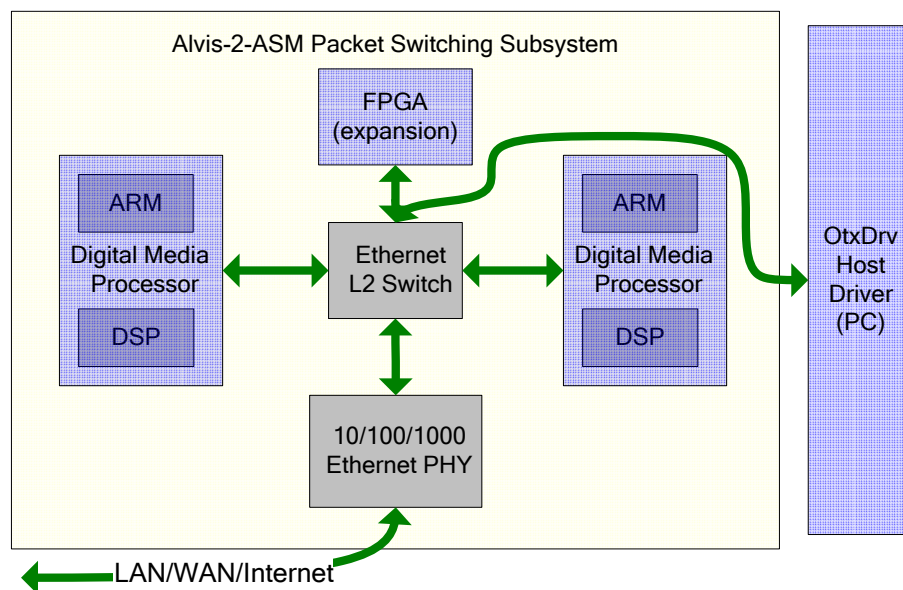 Alvis-2-ASM Packet Switching Subsystem
FPGA
(expansion)
ARM
Digital Media
Processor
DSP
Ethernet
L2 Switch
ARM
Digital Media
Processor
DSP
OtxDrv
Host
Driver
(PC)
10/100/1000
Ethernet PHY
LAN/WAN/Internet